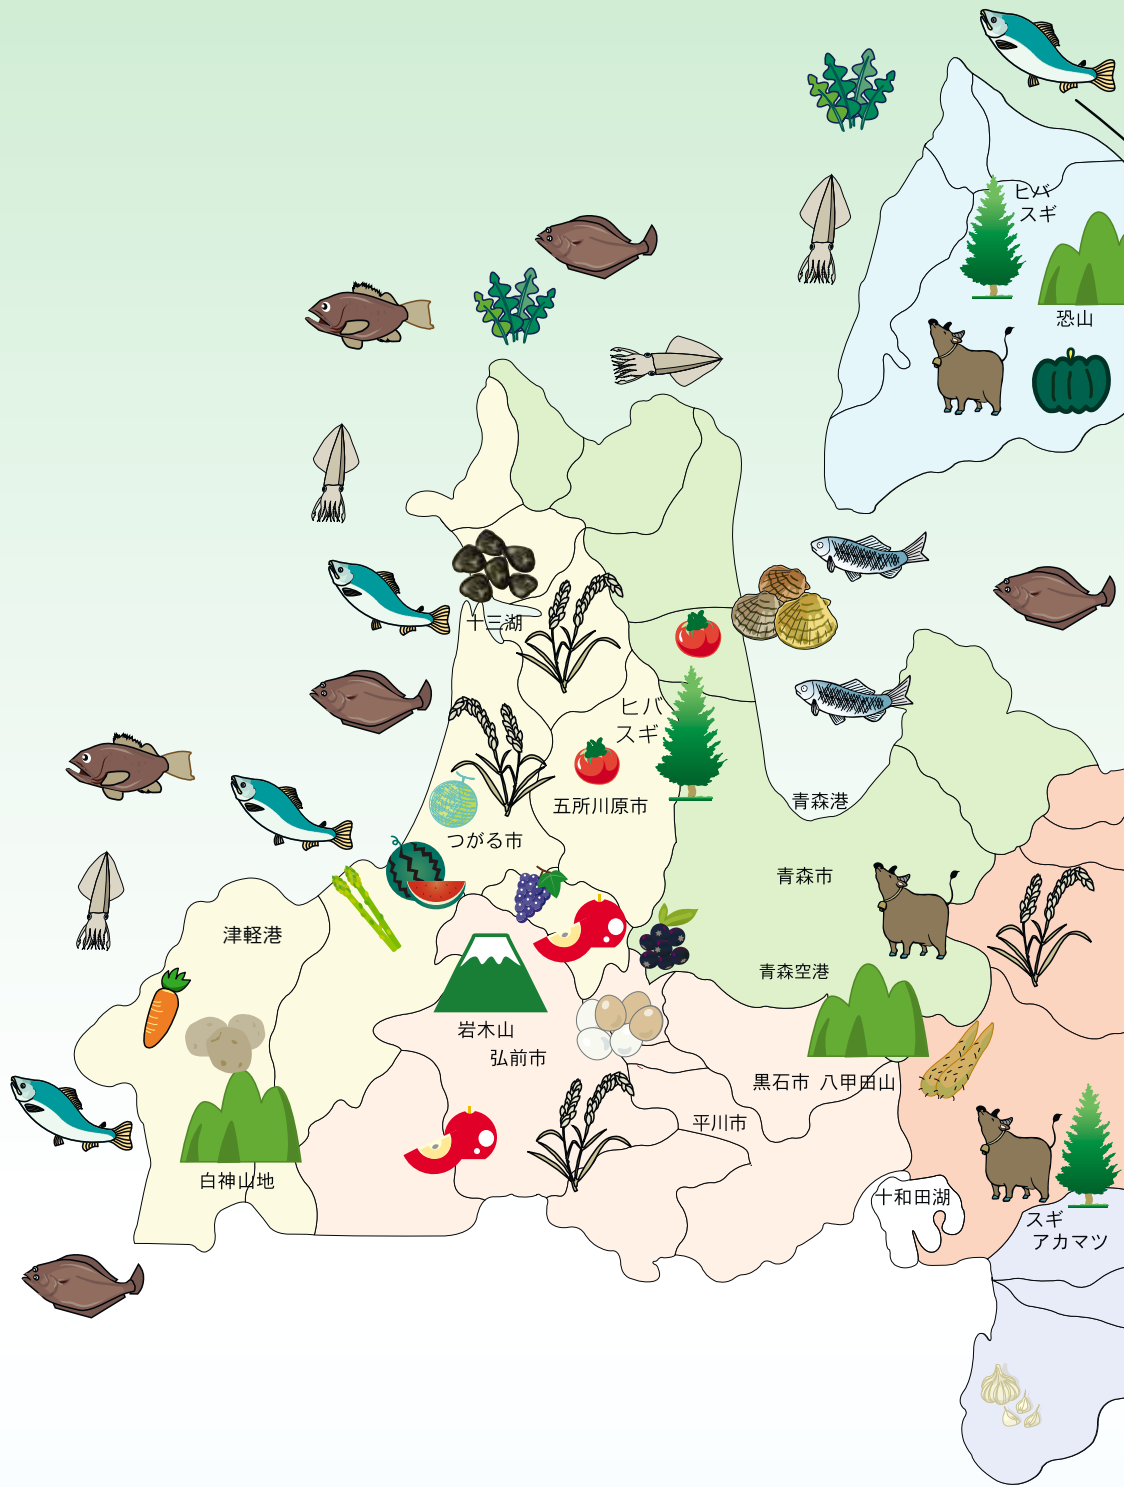 ヒバ
スギ
恐山
十三湖
ヒバ
スギ
五所川原市
青森港
つがる市
青森市
津軽港
青森空港
岩木山
弘前市
黒石市
八甲田山
平川市
白神山地
十和田湖
スギ
アカマツ